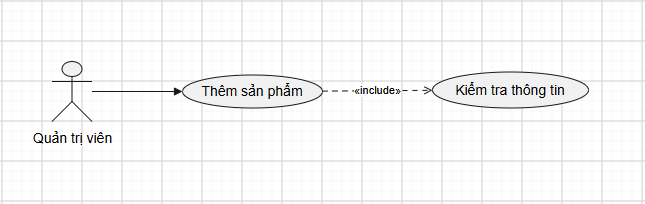 Thêm sản phẩm
«include»
Kiểm tra thông tin
Quản trị viên